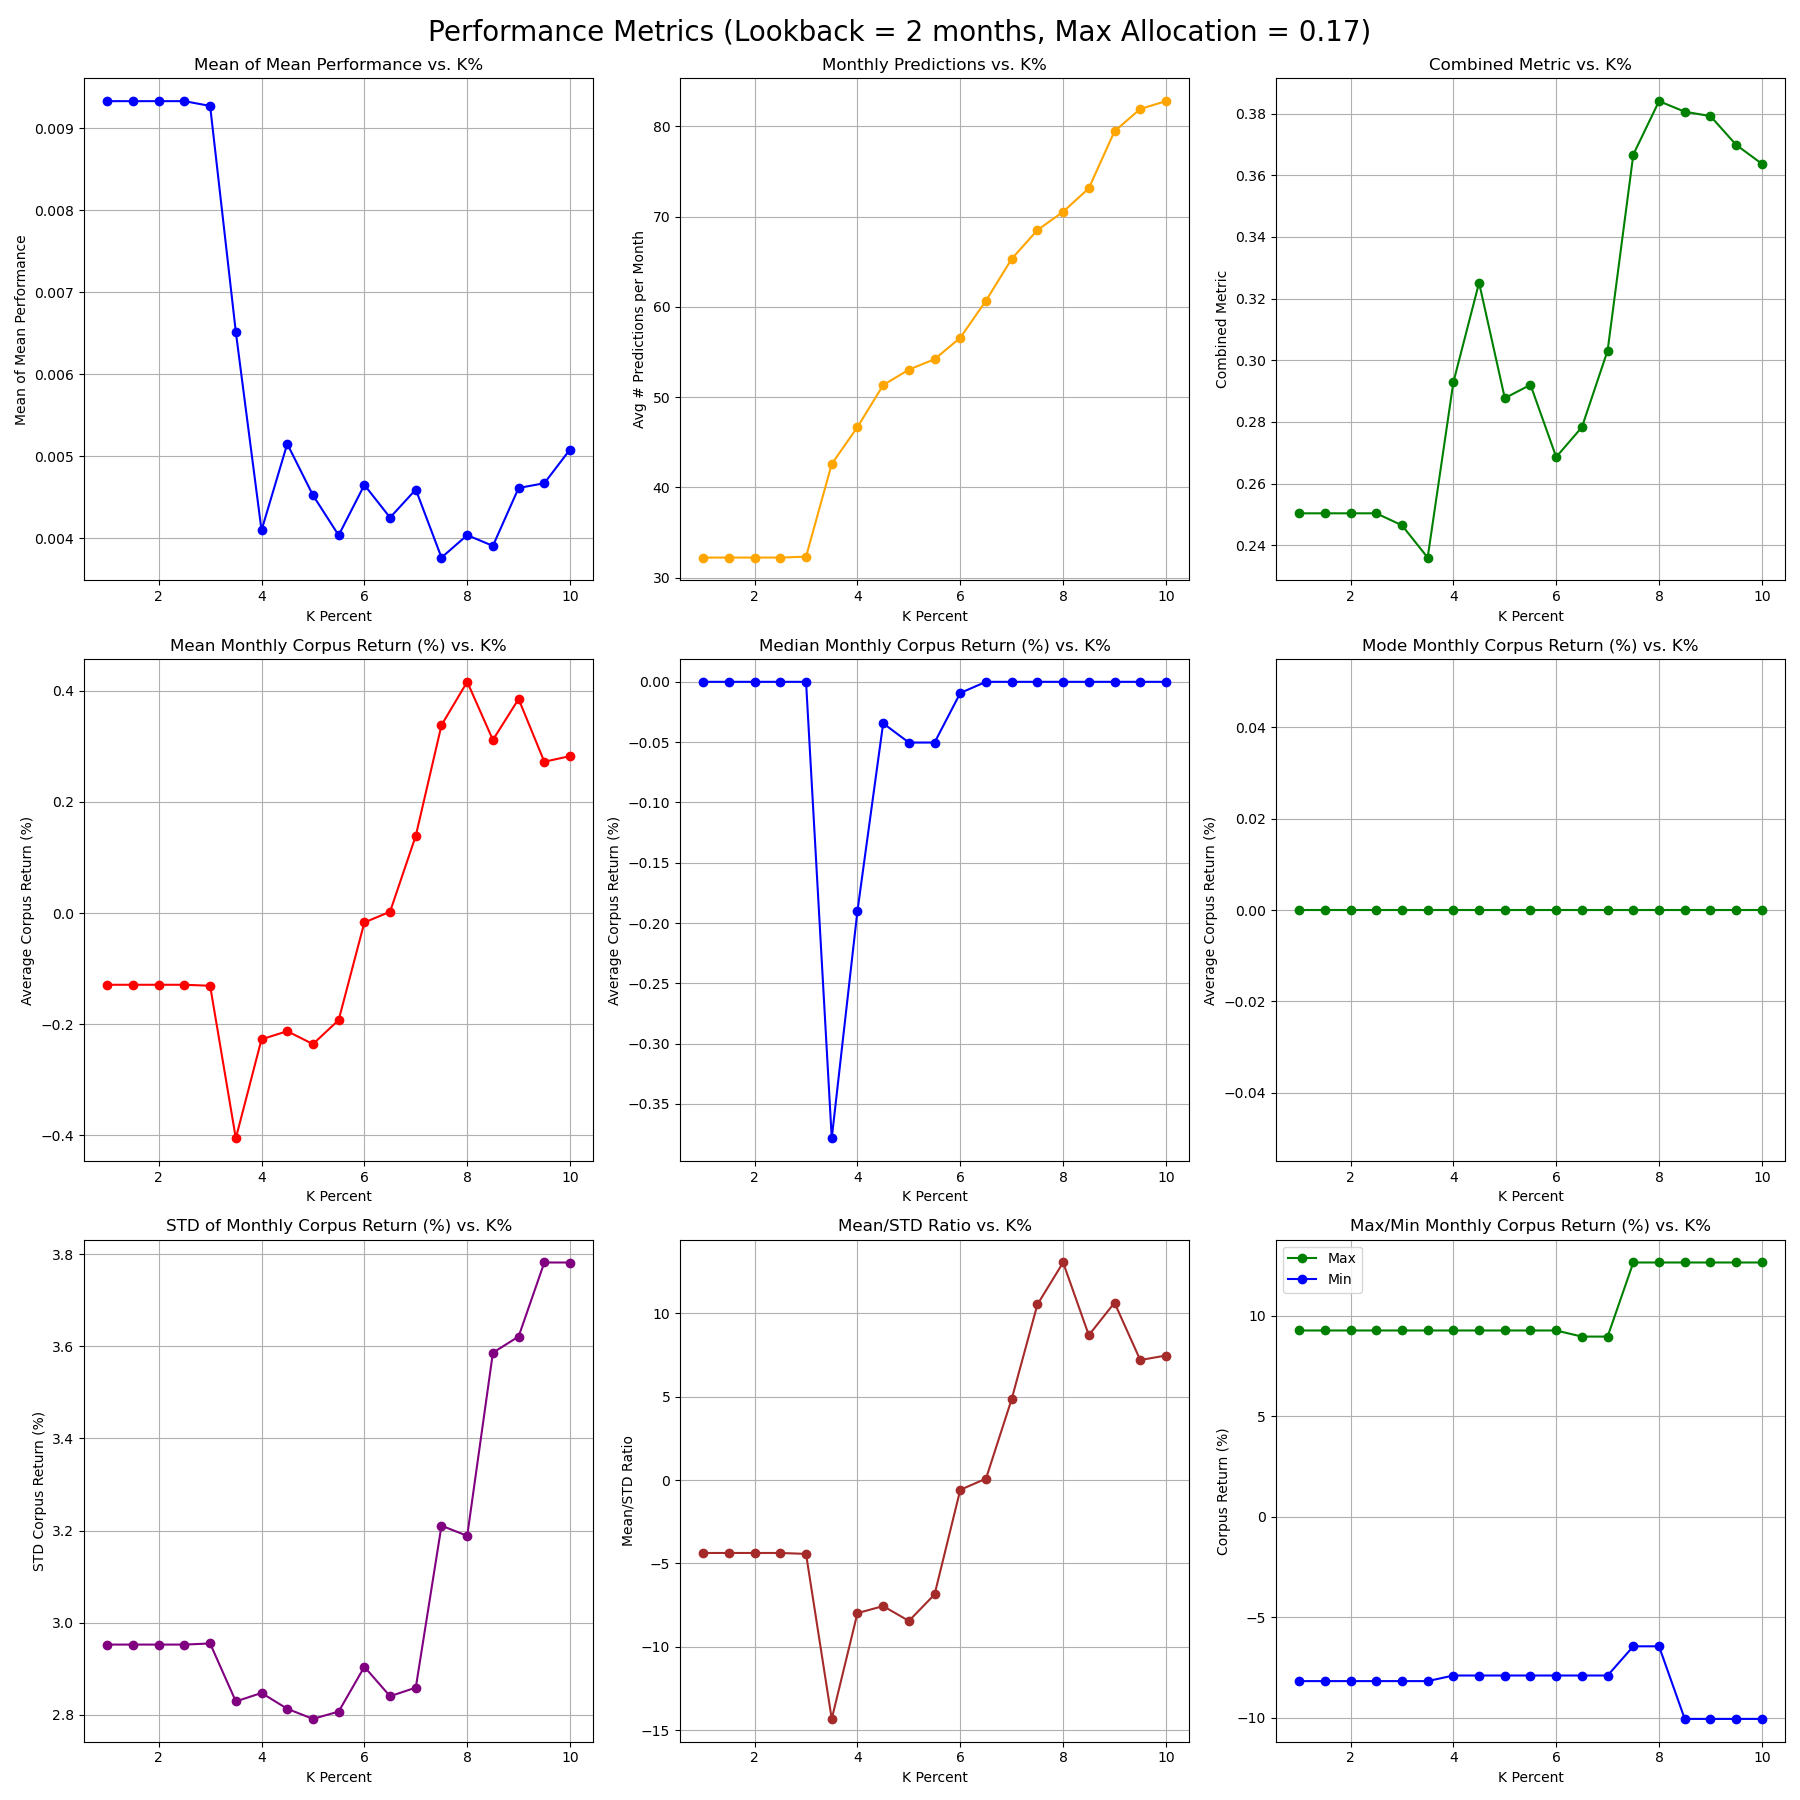 Performance Metrics (Lookback = 2 months, Max Allocation = 0.17)
Mean of Mean Performance vs. K%
Mean of Mean Performance
0.009
0.008
0.007
0.006
0.005
0.004
2 4 6 8 10
K Percent
Monthly Predictions vs. K%
Avg # Predictions per Month
80
70
60
50
40
30
2 4 6 8 10
K Percent
Combined Metric vs. K%
Combined Metric
0.38
0.36
0.34
0.32
0.30
0.28
0.26
0.24
2 4 6 8 10
K Percent
Mean Monthly Corpus Return (%) vs. K%
Average Corpus Return (%)
0.4
0.2
0.0
−0.2
−0.4
2 4 6 8 10
K Percent
Median Monthly Corpus Return (%) vs. K%
Average Corpus Return (%)
0.00
−0.05
−0.10
−0.15
−0.20
−0.25
−0.30
−0.35
2 4 6 8 10
K Percent
Mode Monthly Corpus Return (%) vs. K%
Average Corpus Return (%)
0.04
0.02
0.00
−0.02
−0.04
2 4 6 8 10
K Percent
STD of Monthly Corpus Return (%) vs. K%
STD Corpus Return (%)
3.8
3.6
3.4
3.2
3.0
2.8
2 4 6 8 10
K Percent
Mean/STD Ratio vs. K%
Mean/STD Ratio
10
5
0
−5
−10
−15
2 4 6 8 10
K Percent
Max/Min Monthly Corpus Return (%) vs. K%
Max
Min
Corpus Return (%)
10
5
0
−5
−10
2 4 6 8 10
K Percent